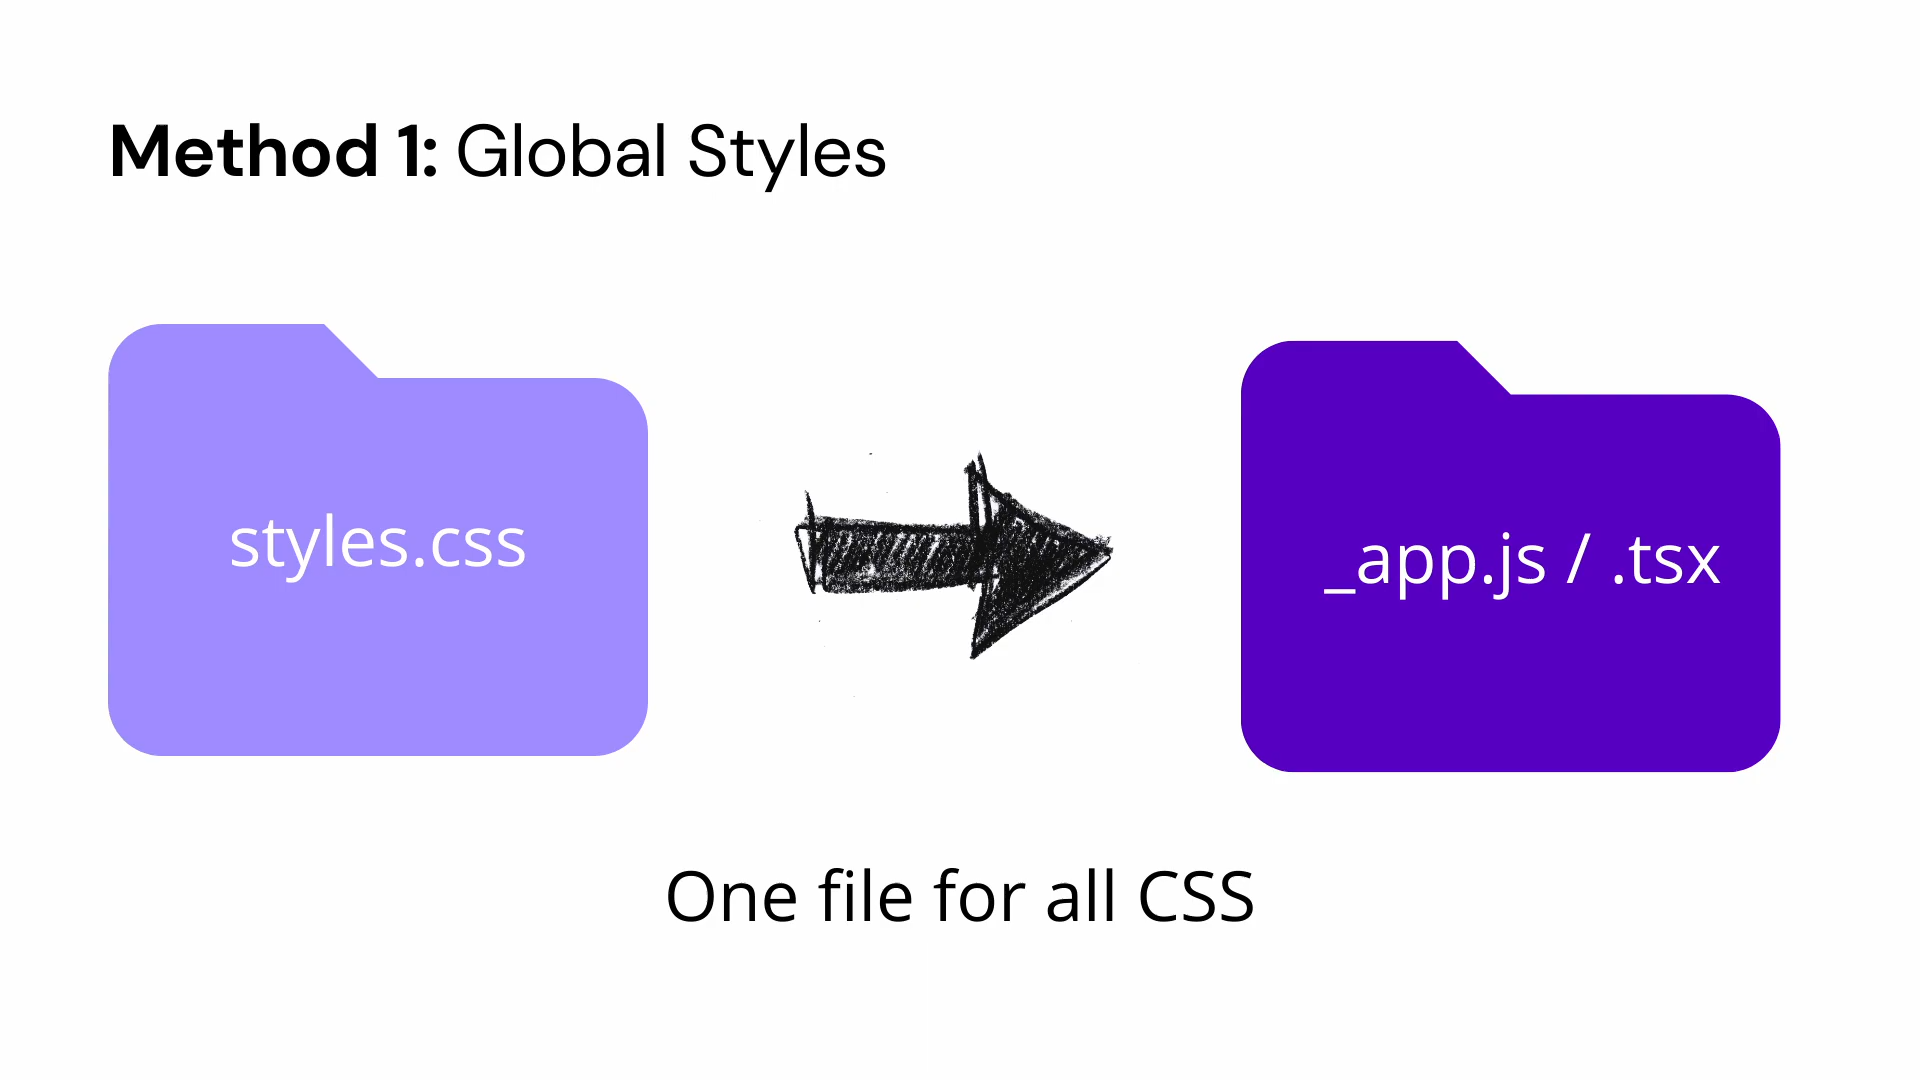 Method 1: Global Styles
styles.css
_app.js / .tsx
One file for all CSS